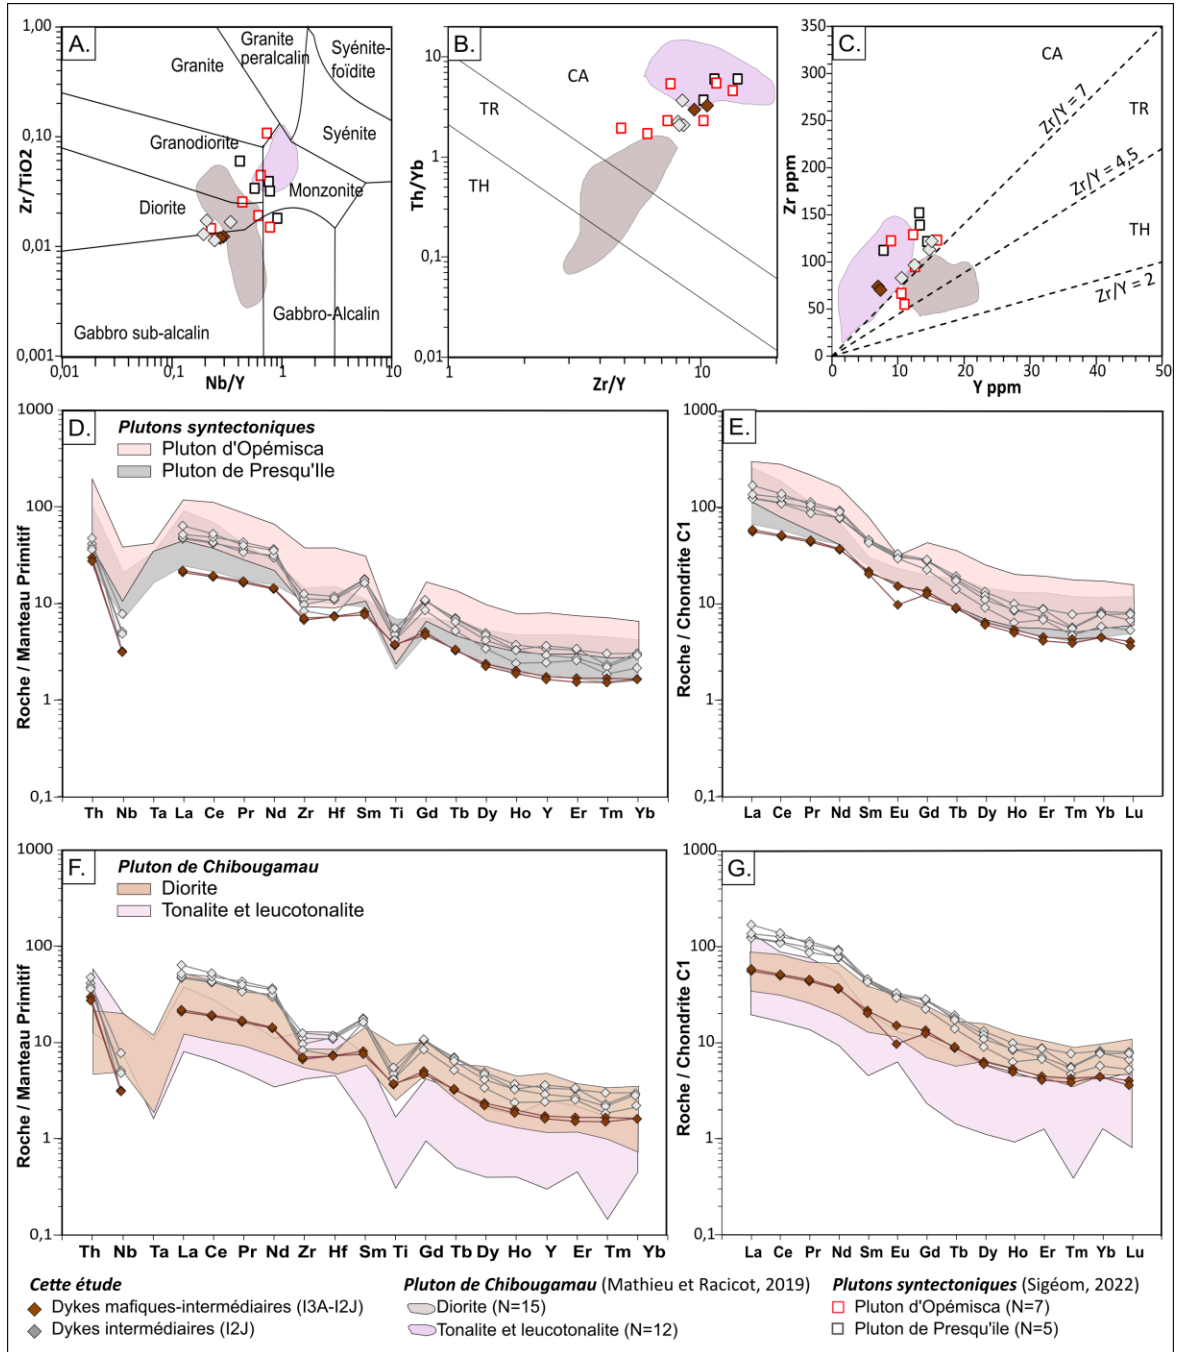 A.
1,00
0,10
0,01
0,001
Zr/TiO2
Granite peralcalin
Syénite-foïdite
Granite
Granodiorite
Syénite
Monzonite
Diorite
Gabbro sub-alcalin
Gabbro-Alcalin
0,01
0,1
1
10
Nb/Y
B.
10
1
0,1
0,01
Th/Yb
CA
TR
TH
1
10
Zr/Y
C.
350
300
250
200
150
100
50
0
Zr ppm
CA
TR
TH
Zr/Y = 7
Zr/Y = 4,5
Zr/Y = 2
0
10
20
30
40
50
Y ppm
D.
Plutons syntectoniques
Pluton d'Opémisca
Pluton de Presqu'Ile
1000
100
10
1
0,1
Roche / Manteau Primitif
Th Nb Ta La Ce Pr Nd Zr Hf Sm Ti Gd Tb Dy Ho Y Er Tm Yb
E.
1000
100
10
1
0,1
Roche / Chondrite C1
La Ce Pr Nd Sm Eu Gd Tb Dy Ho Er Tm Yb Lu
F.
Pluton de Chibougamau
Diorite
Tonalite et leucotonalite
1000
100
10
1
0,1
Roche / Manteau Primitif
Th Nb Ta La Ce Pr Nd Zr Hf Sm Ti Gd Tb Dy Ho Y Er Tm Yb
G.
1000
100
10
1
0,1
Roche / Chondrite C1
La Ce Pr Nd Sm Eu Gd Tb Dy Ho Er Tm Yb Lu
Cette étude
Dykes mafiques-intermédiaires (I3A-I2J)
Dykes intermédiaires (I2J)
Pluton de Chibougamau (Mathieu et Racicot, 2019)
Diorite (N=15)
Tonalite et leucotonalite (N=12)
Plutons syntectoniques (Sigéom, 2022)
Pluton d'Opémisca (N=7)
Pluton de Presqu'ile (N=5)